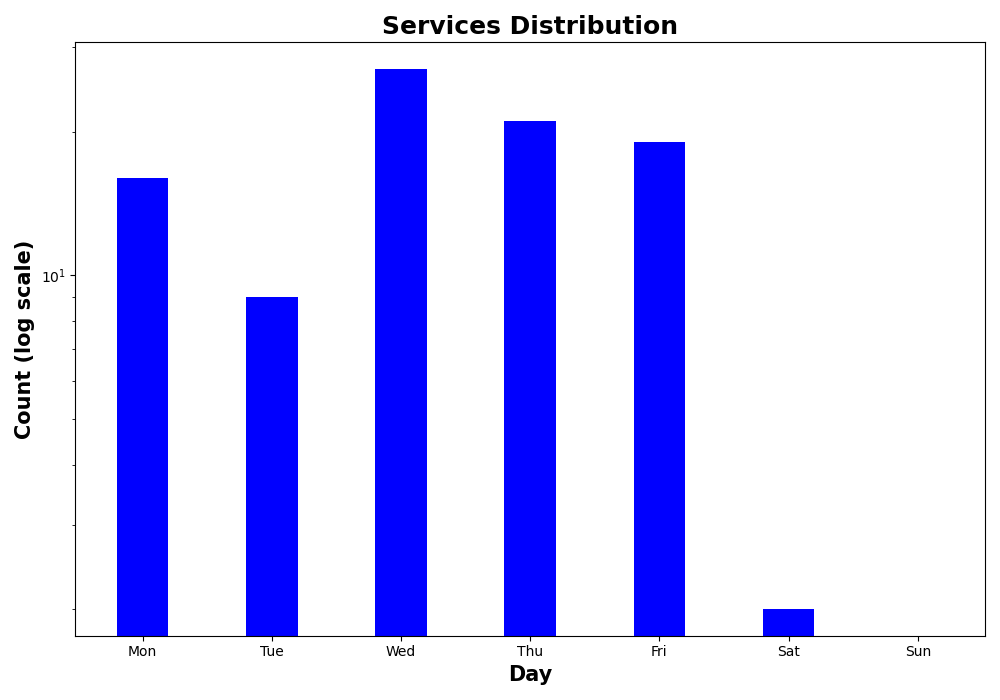 Services Distribution
Count (log scale)
10¹
Mon Tue Wed Thu Fri Sat Sun
Day